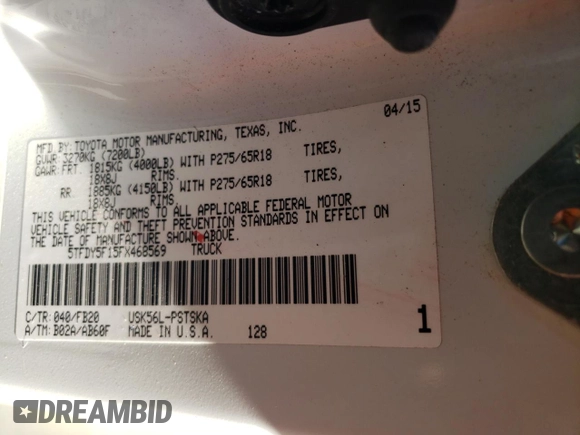 MFD BY: TOYOTA MOTOR MANUFACTURING, TEXAS, INC. 04/15
GVWR: 3270KG (7200LB)
GAWR: FRT. 1815KG (4000LB) WITH P275/65R18 TIRES,
18X8J RIMS.
RR 1885KG (4150LB) WITH P275/65R18 TIRES,
18X8J RIMS.
THIS VEHICLE CONFORMS TO ALL APPLICABLE FEDERAL MOTOR
VEHICLE SAFETY AND THEFT PREVENTION STANDARDS IN EFFECT ON
THE DATE OF MANUFACTURE SHOWN ABOVE.
5TFDY5F15FX468569 TRUCK
C/TR: 040/FB20 USK56L-PSTSKA
A/TM: B02A/AB60F MADE IN U.S.A. 128 1
DREAMBID